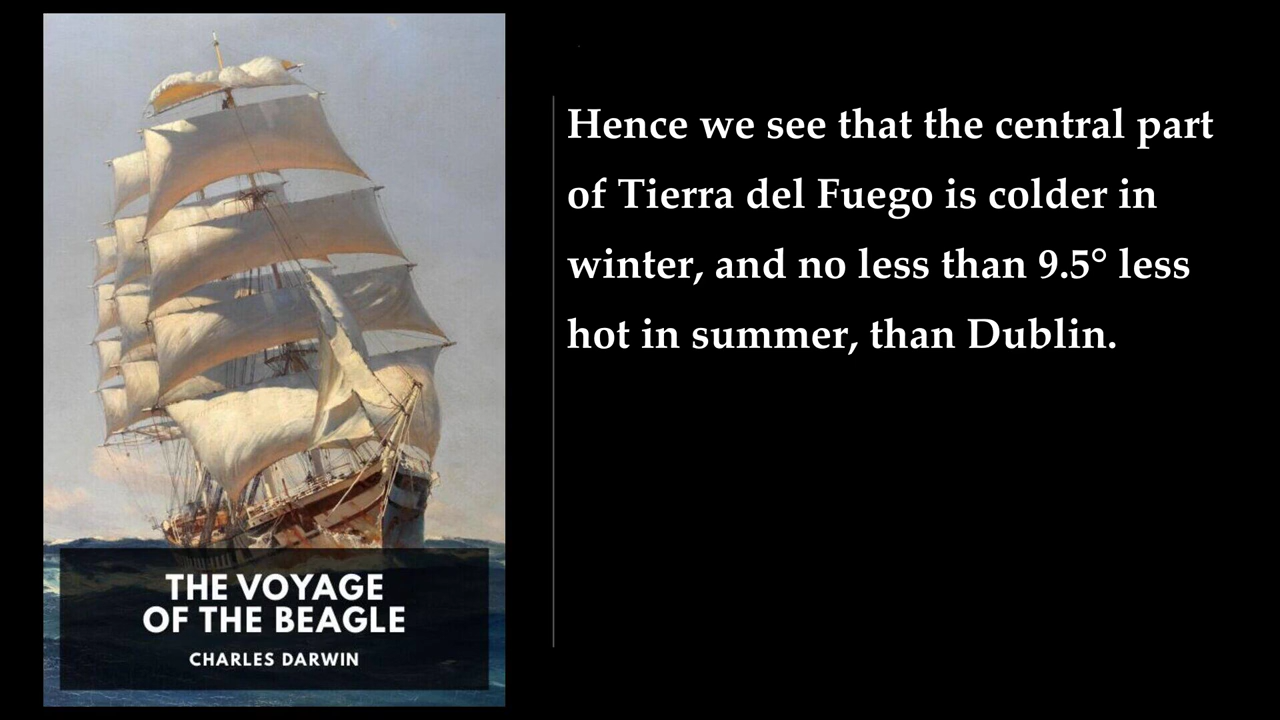 THE VOYAGE
OF THE BEAGLE
CHARLES DARWIN
Hence we see that the central part
of Tierra del Fuego is colder in
winter, and no less than 9.5° less
hot in summer, than Dublin.